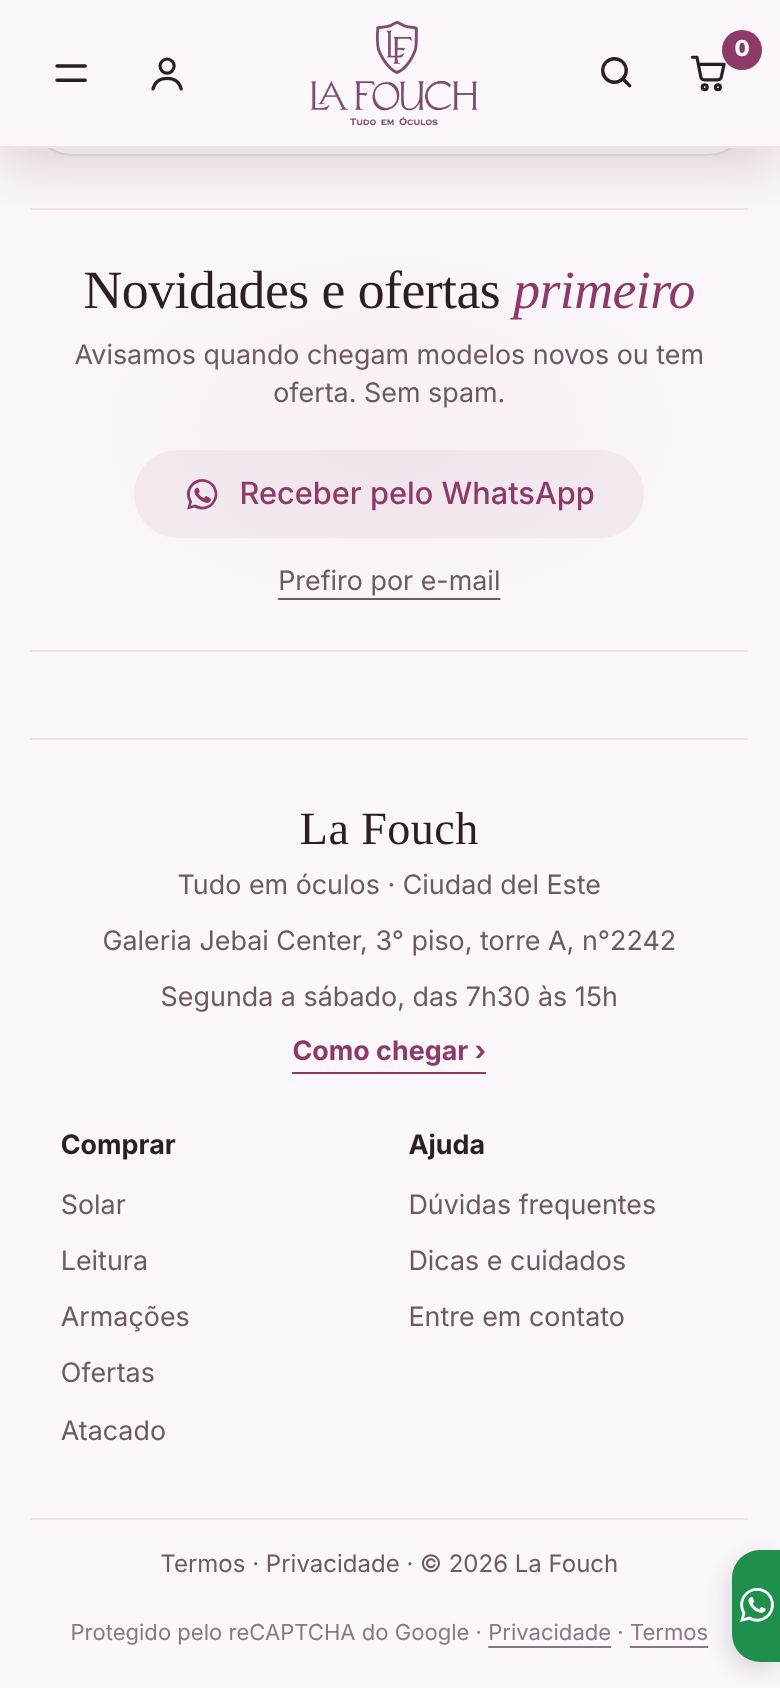 LF
LA FOUCH
TUDO EM ÓCULOS
0
Novidades e ofertas primeiro
Avisamos quando chegam modelos novos ou tem
oferta. Sem spam.
Receber pelo WhatsApp
Prefiro por e-mail
La Fouch
Tudo em óculos · Ciudad del Este
Galeria Jebai Center, 3° piso, torre A, n°2242
Segunda a sábado, das 7h30 às 15h
Como chegar ›
Comprar
Solar
Leitura
Armações
Ofertas
Atacado
Ajuda
Dúvidas frequentes
Dicas e cuidados
Entre em contato
Termos · Privacidade · © 2026 La Fouch
Protegido pelo reCAPTCHA do Google · Privacidade · Termos